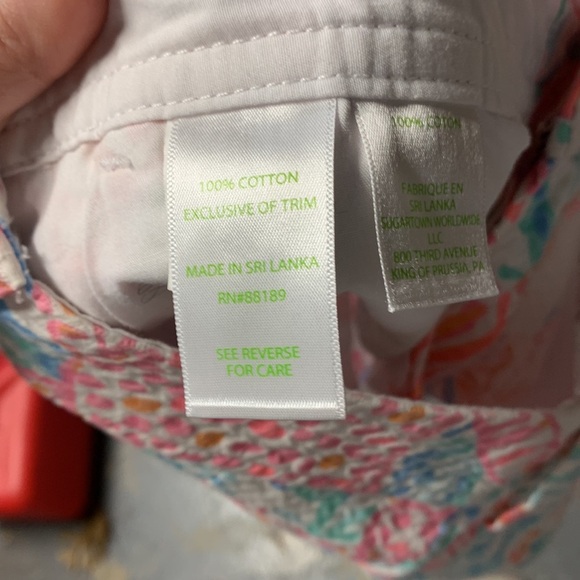 100% COTTON
EXCLUSIVE OF TRIM
MADE IN SRI LANKA
RN#88189
SEE REVERSE
FOR CARE
100% COTON
FABRIQUE EN
SRI LANKA
SUGARTOWN WORLDWIDE
LLC
800 THIRD AVENUE
KING OF PRUSSIA, PA